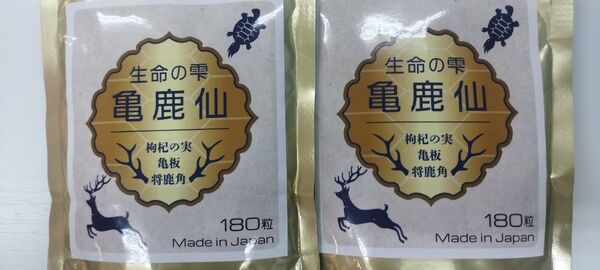 生命の雫
亀鹿仙
枸杞の実
亀板
将鹿角
180粒
Made in Japan
生命の雫
亀鹿仙
枸杞の実
亀板
将鹿角
180粒
Made in Japan